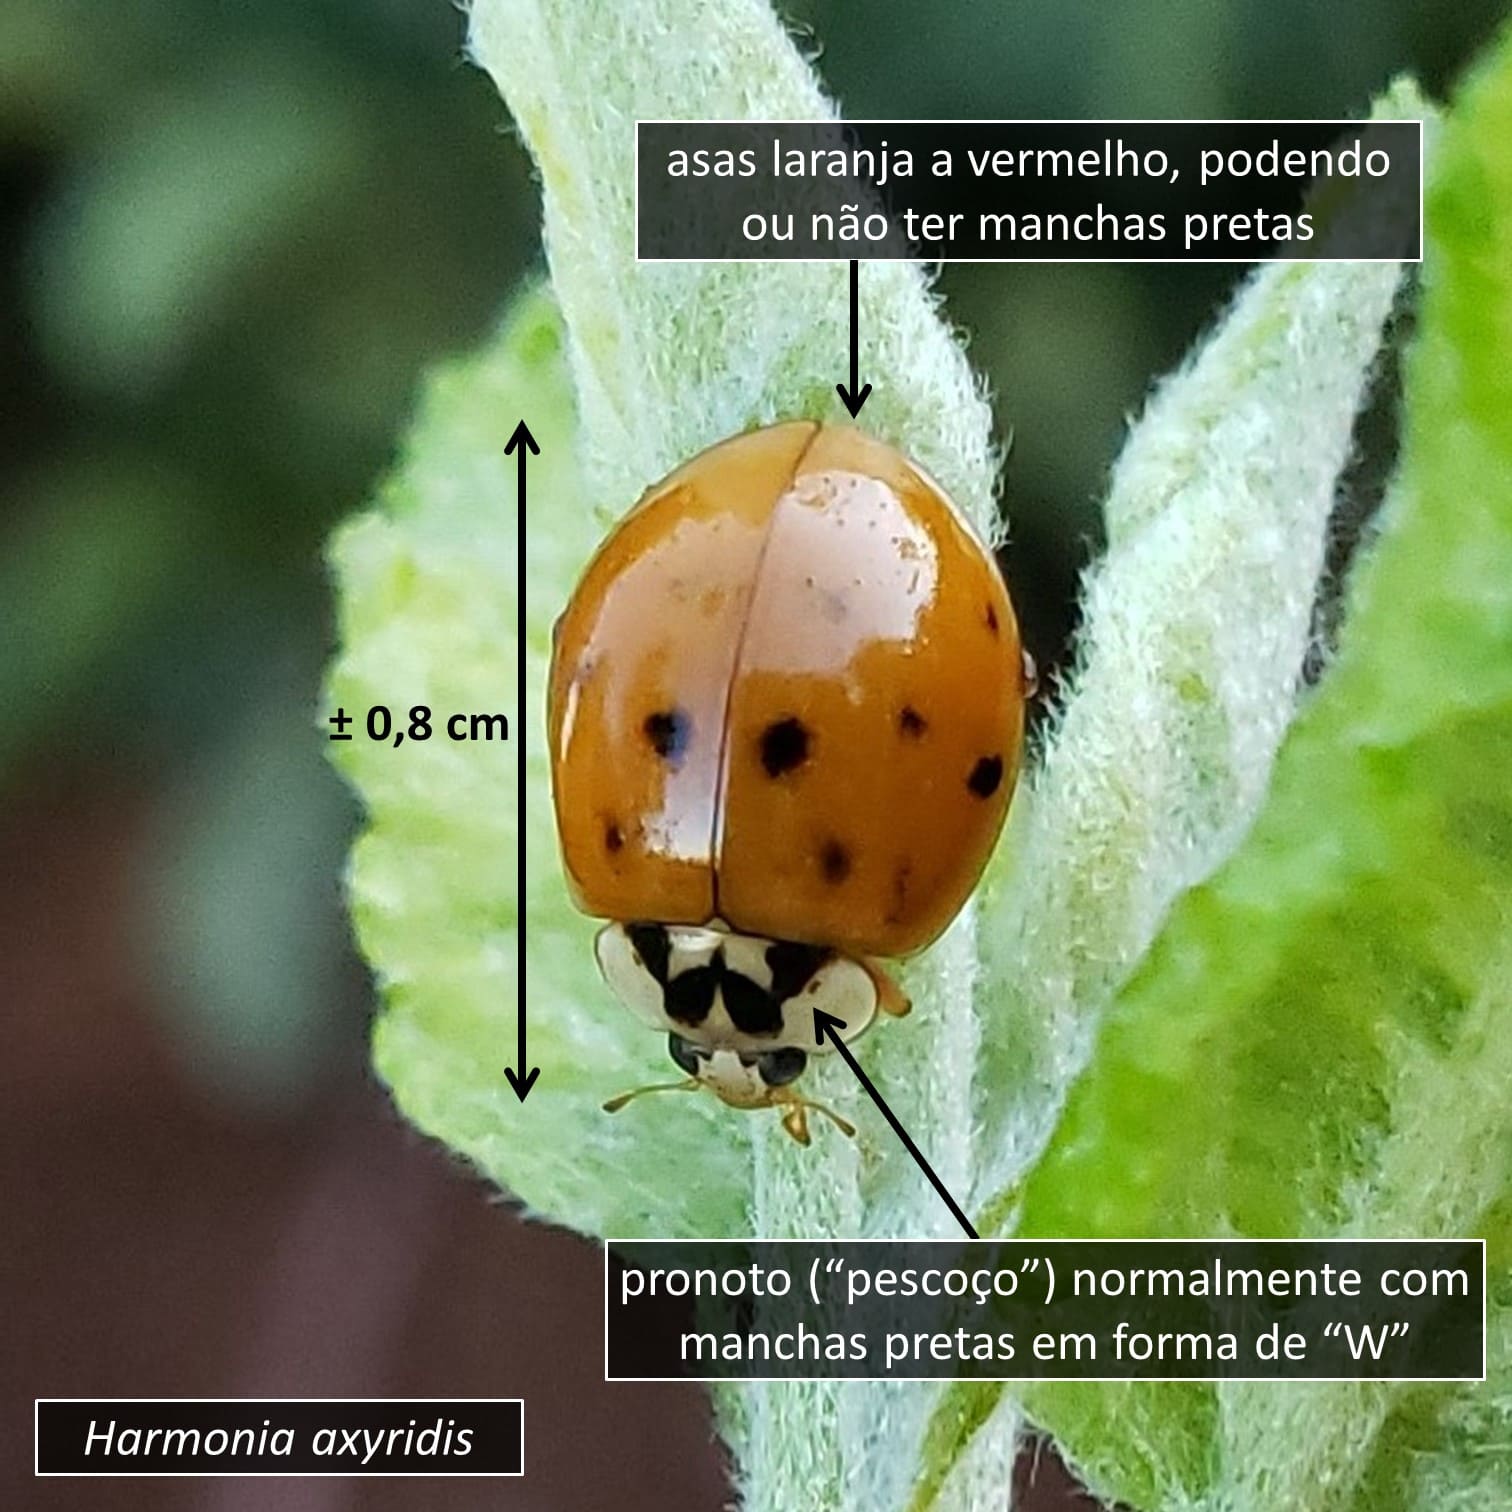 asas laranja a vermelho, podendo
ou não ter manchas pretas
± 0,8 cm
pronoto (“pescoço”) normalmente com
manchas pretas em forma de “W”
Harmonia axyridis